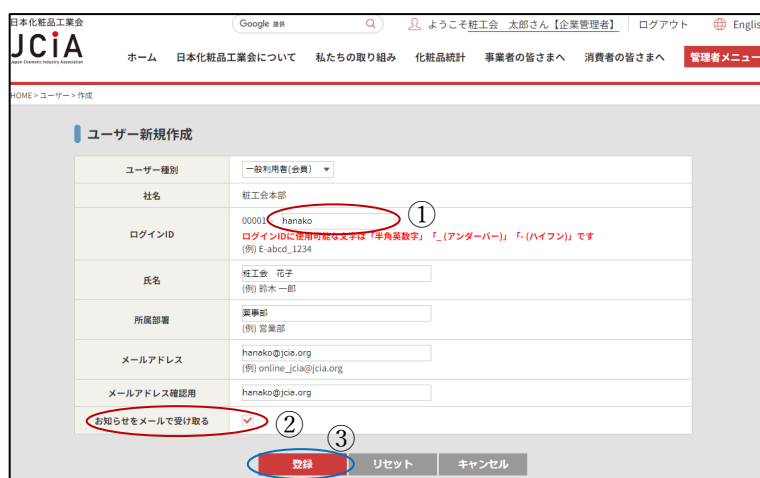 日本化粧品工業会
JCiA
Japan Cosmetic Industry Association
Google 提供
ようこそ粧工会 太郎さん【企業管理者】
ログアウト
Englis
ホーム 日本化粧品工業会について 私たちの取り組み 化粧品統計 事業者の皆さまへ 消費者の皆さまへ 管理者メニュー
HOME > ユーザー > 作成
ユーザー新規作成
ユーザー種別 一般利用者(会員)
社名 粧工会本部
ログインID 00001 - hanako ①
ログインIDに使用可能な文字は「半角英数字」「_ (アンダーバー)」「- (ハイフン)」です
(例) E-abcd_1234
氏名 粧工会 花子
(例) 鈴木 一郎
所属部署 薬事部
(例) 営業部
メールアドレス hanako@jcia.org
(例) online_jcia@jcia.org
メールアドレス確認用 hanako@jcia.org
お知らせをメールで受け取る ②
③
登録 リセット キャンセル